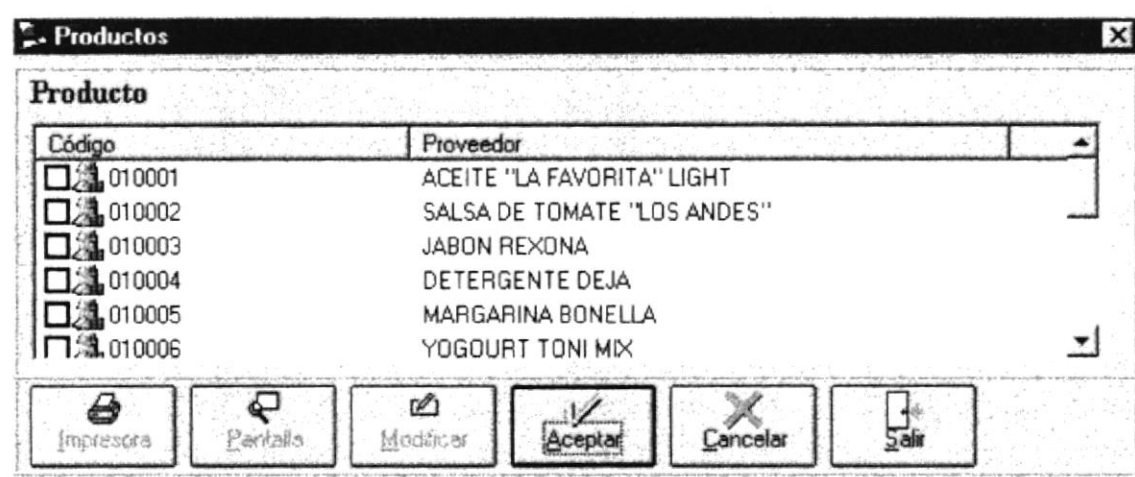 Productos
Producto
Código Proveedor
010001 ACEITE "LA FAVORITA" LIGHT
010002 SALSA DE TOMATE "LOS ANDES"
010003 JABON REXONA
010004 DETERGENTE DEJA
010005 MARGARINA BONELLA
010006 YOGOURT TONI MIX
Impresora Pantalla Modificar Aceptar Cancelar Salir